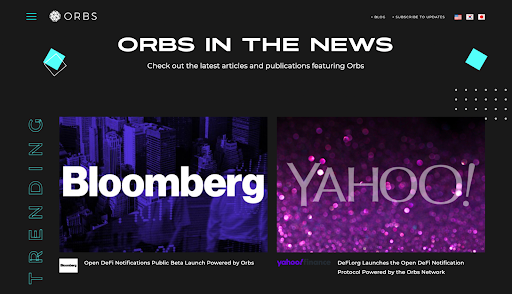 ORBS
+ BLOG
+ SUBSCRIBE TO UPDATES
ORBS IN THE NEWS
Check out the latest articles and publications featuring Orbs
TRENDING
Bloomberg
YAHOO!
Bloomberg
Open DeFi Notifications Public Beta Launch Powered by Orbs
yahoo!finance
DeFi.org Launches the Open DeFi Notification
Protocol Powered by the Orbs Network